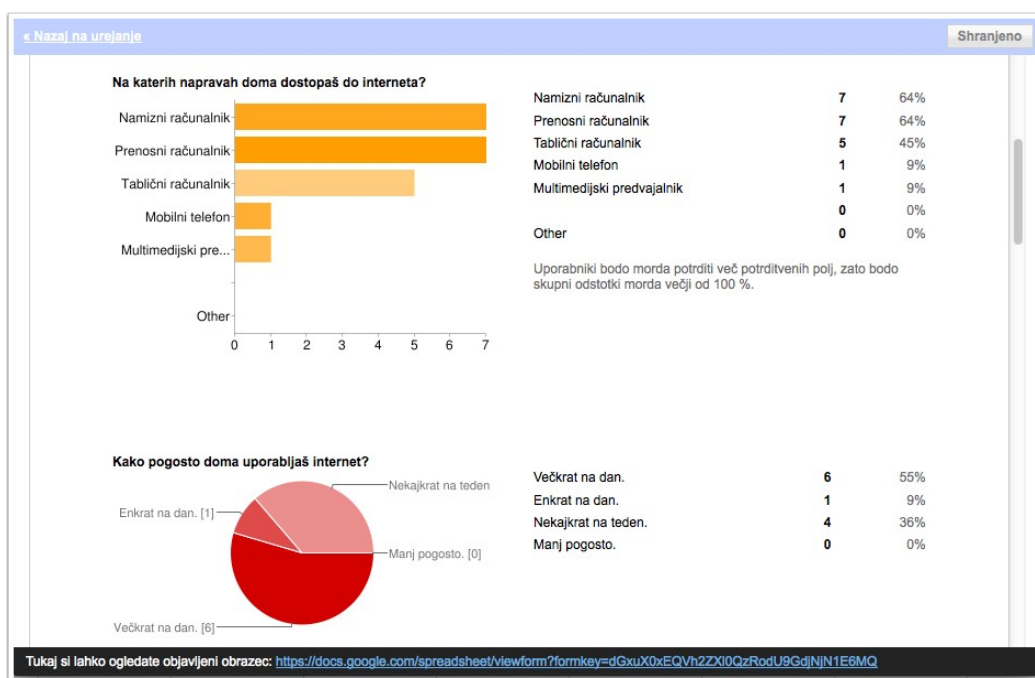 « Nazaj na urejanje
Shranjeno
Na katerih napravah doma dostopaš do interneta?
Namizni računalnik
Prenosni računalnik
Tablični računalnik
Mobilni telefon
Multimedijski pre...
Other
0 1 2 3 4 5 6 7
Namizni računalnik 7 64%
Prenosni računalnik 7 64%
Tablični računalnik 5 45%
Mobilni telefon 1 9%
Multimedijski predvajalnik 1 9%
0 0%
Other 0 0%
Uporabniki bodo morda potrditi več potrditvenih polj, zato bodo
skupni odstotki morda večji od 100 %.
Kako pogosto doma uporabljaš internet?
Nekajkrat na teden
Enkrat na dan. [1]
Manj pogosto. [0]
Večkrat na dan. [6]
Večkrat na dan. 6 55%
Enkrat na dan. 1 9%
Nekajkrat na teden. 4 36%
Manj pogosto. 0 0%
Tukaj si lahko ogledate objavljeni obrazec: https://docs.google.com/spreadsheet/viewform?formkey=dGxuX0xEQVh2ZXl0QzRodU9GdjNjN1E6MQ